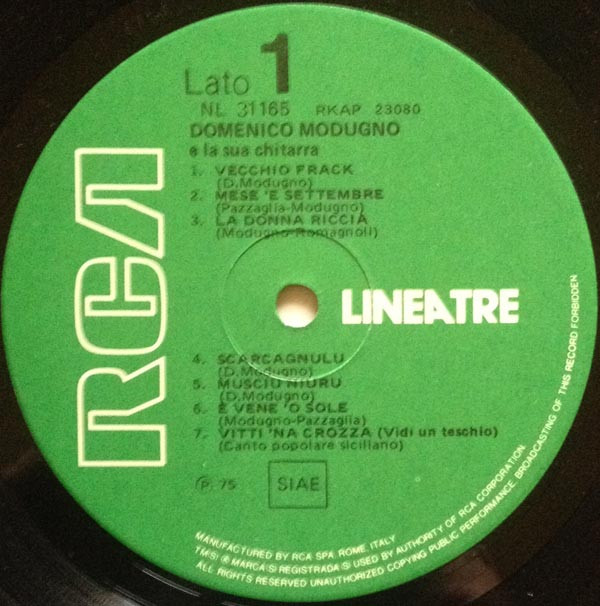 Lato 1
NL 31165 RKAP 23080
DOMENICO MODUGNO
e la sua chitarra
1. VECCHIO FRACK
(D.Modugno)
2. MESE 'E SETTEMBRE
(Pazzaglia-Modugno)
3. LA DONNA RICCIA
(Modugno-Romagnoli)
RCA
LINEATRE
4. SCARCAGNULU
(D.Modugno)
5. MUSCIU NIURU
(D.Modugno)
6. E VENE 'O SOLE
(Modugno-Pazzaglia)
7. VITTI 'NA CROZZA (Vidi un teschio)
(Canto popolare siciliano)
℗ 75 SIAE
MANUFACTURED BY RCA SPA ROME, ITALY
TM(S) ® MARCA(S) REGISTRADA(S) USED BY AUTHORITY OF RCA CORPORATION.
ALL RIGHTS RESERVED UNAUTHORIZED COPYING PUBLIC PERFORMANCE, BROADCASTING OF THIS RECORD FORBIDDEN